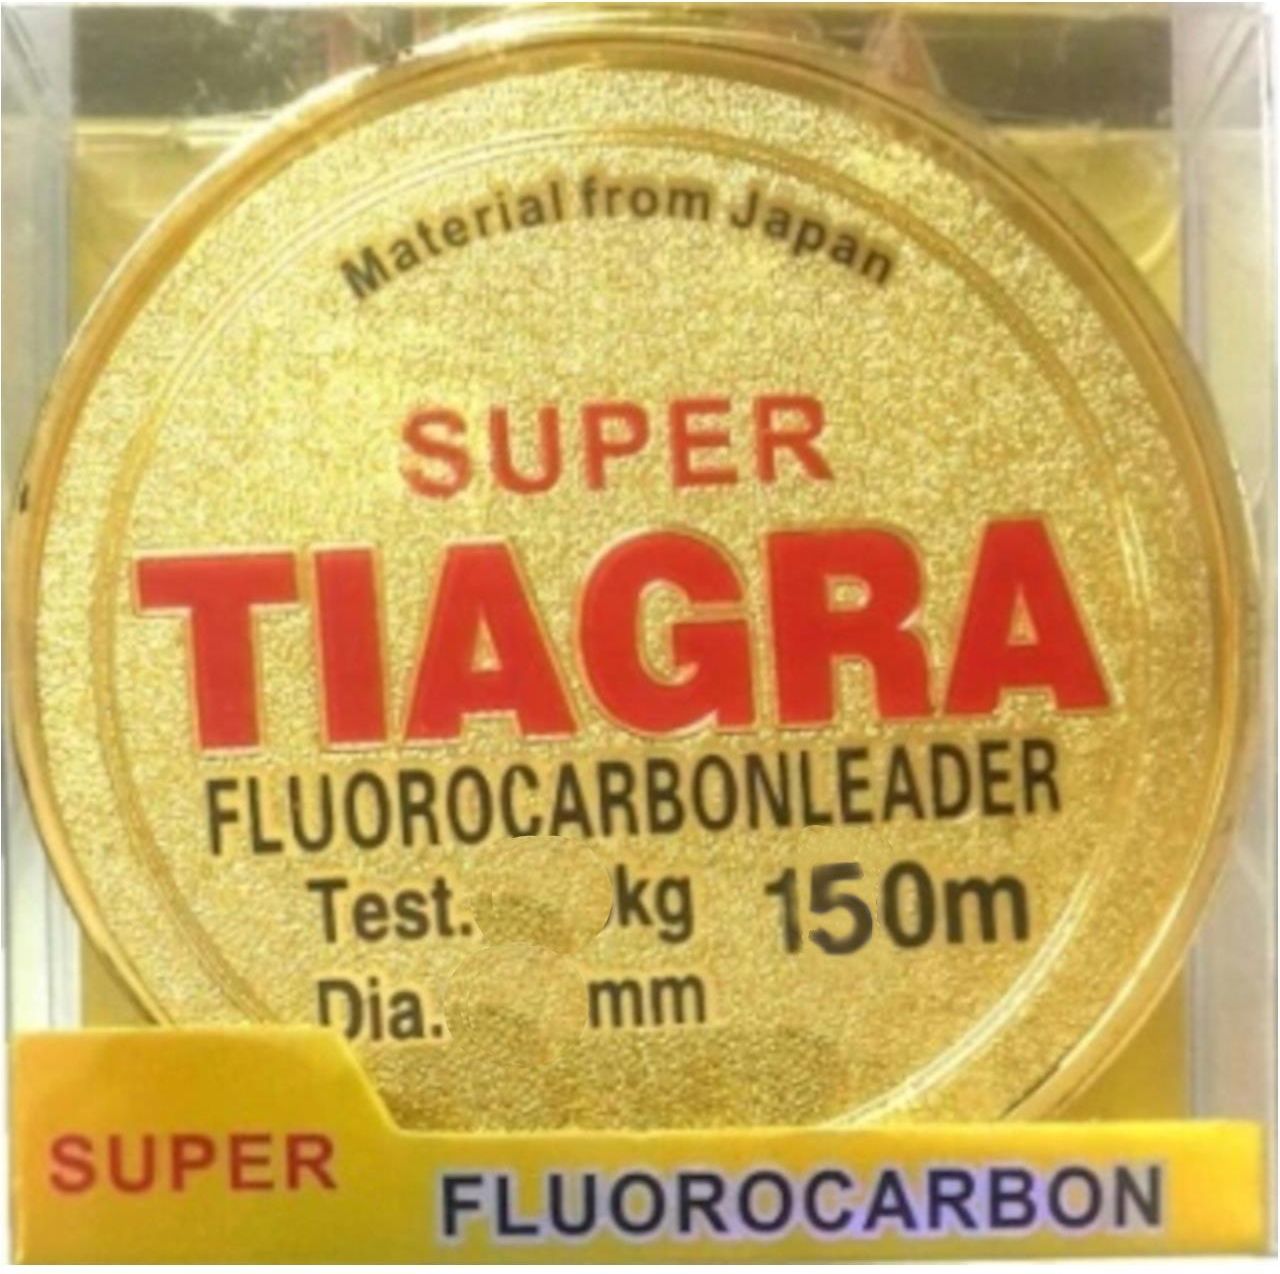 Material from Japan
SUPER
TIAGRA
FLUOROCARBONLEADER
Test. kg 150m
Dia. mm
SUPER
FLUOROCARBON